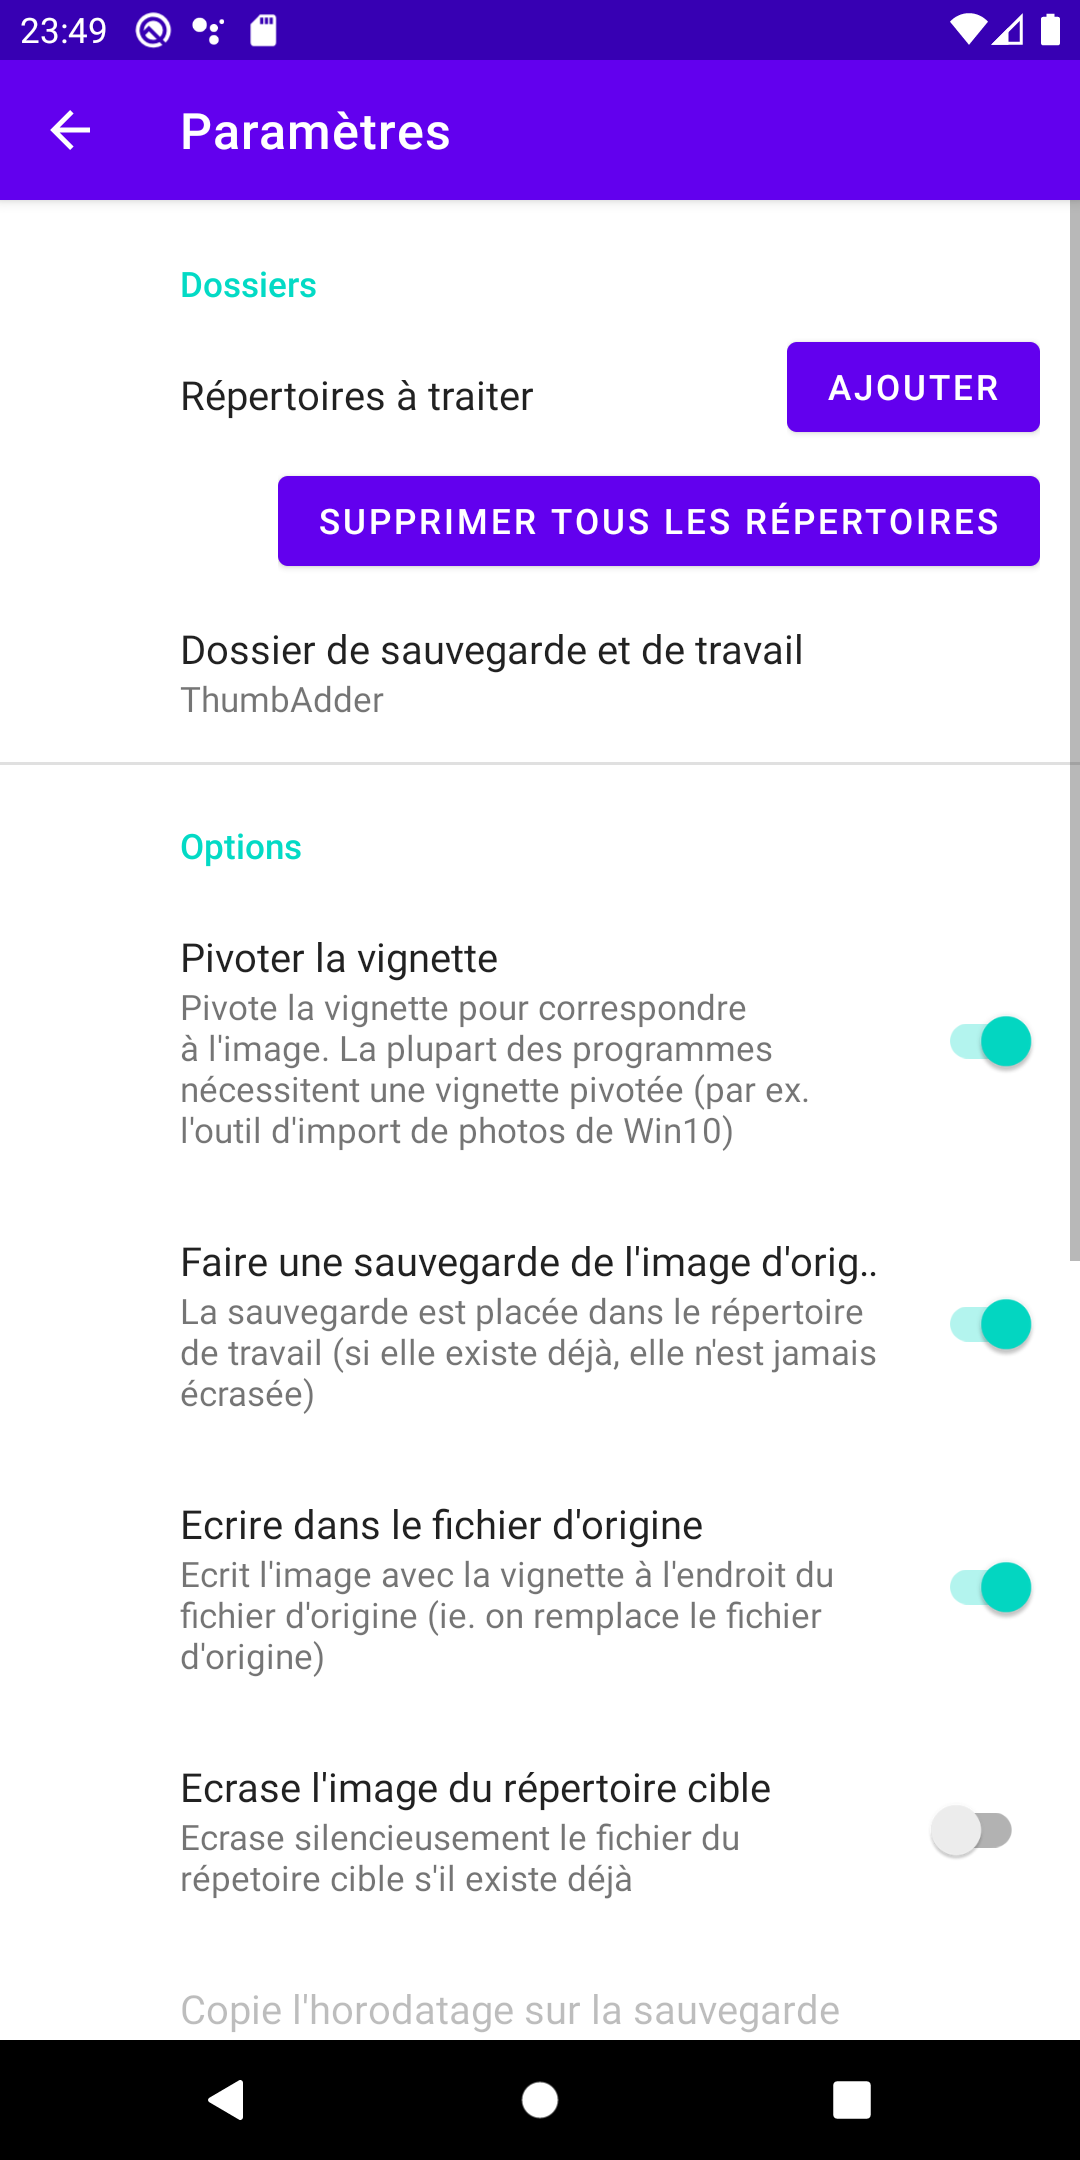 23:49
Paramètres
Dossiers
Répertoires à traiter
AJOUTER
SUPPRIMER TOUS LES RÉPERTOIRES
Dossier de sauvegarde et de travail
ThumbAdder
Options
Pivoter la vignette
Pivote la vignette pour correspondre
à l'image. La plupart des programmes
nécessitent une vignette pivotée (par ex.
l'outil d'import de photos de Win10)
Faire une sauvegarde de l'image d'orig..
La sauvegarde est placée dans le répertoire
de travail (si elle existe déjà, elle n'est jamais
écrasée)
Ecrire dans le fichier d'origine
Ecrit l'image avec la vignette à l'endroit du
fichier d'origine (ie. on remplace le fichier
d'origine)
Ecrase l'image du répertoire cible
Ecrase silencieusement le fichier du
répetoire cible s'il existe déjà
Copie l'horodatage sur la sauvegarde